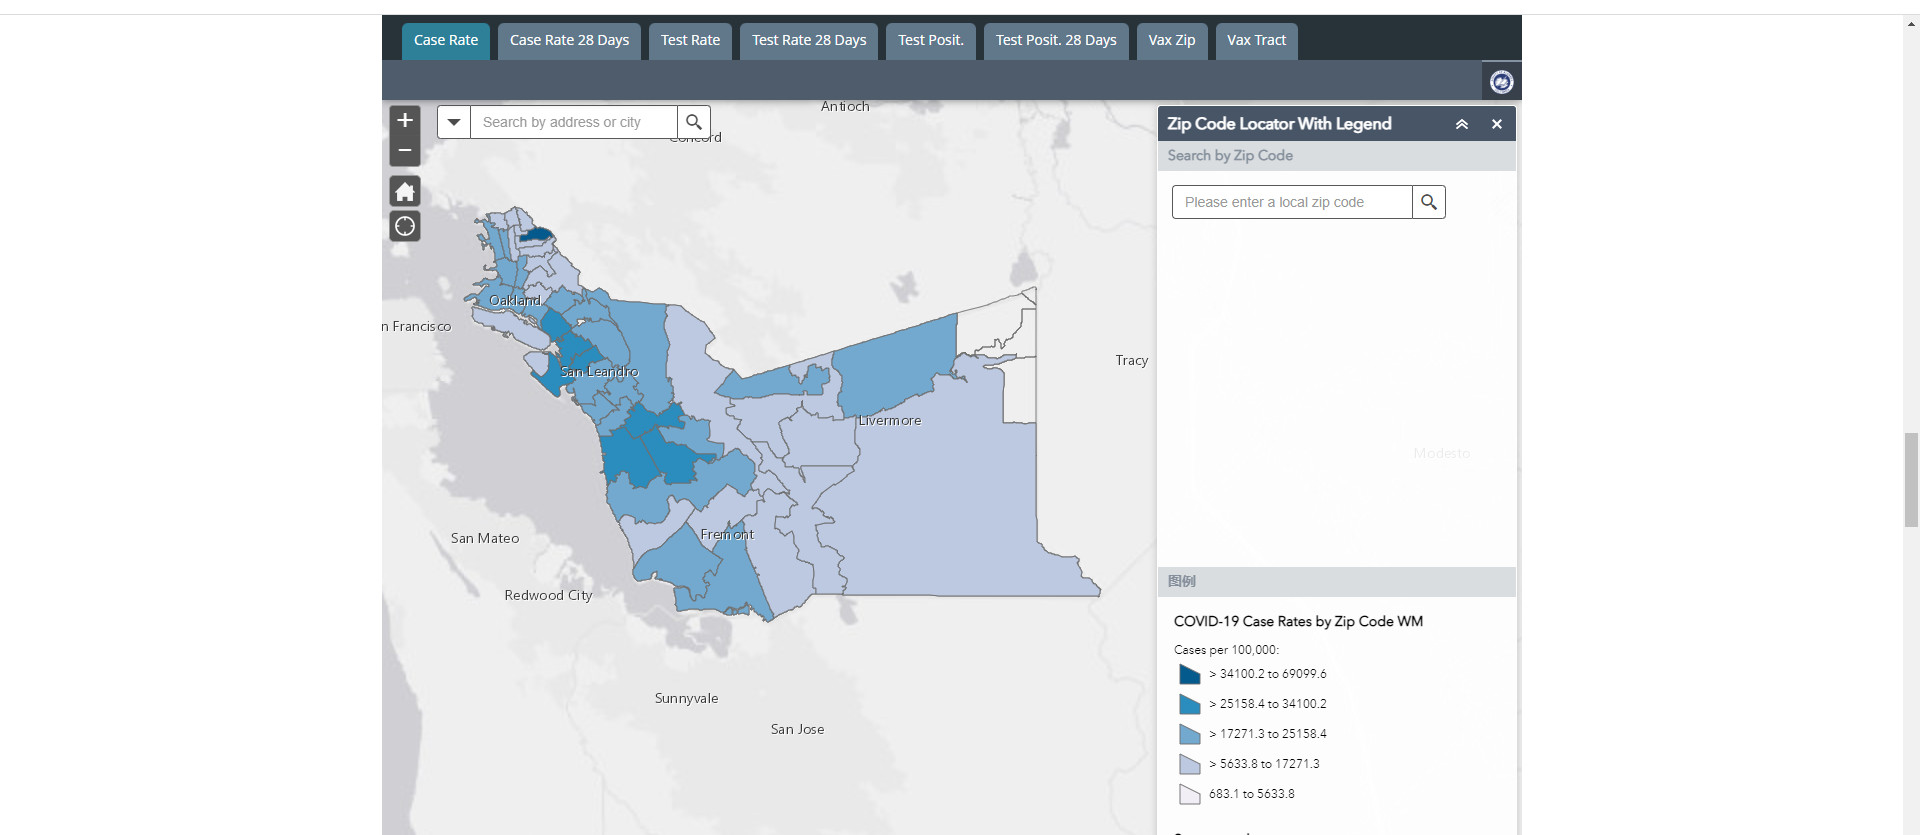 Case Rate
Case Rate 28 Days
Test Rate
Test Rate 28 Days
Test Posit.
Test Posit. 28 Days
Vax Zip
Vax Tract
Search by address or city
Antioch
Concord
Oakland
n Francisco
San Leandro
Tracy
Livermore
San Mateo
Fremont
Redwood City
Sunnyvale
San Jose
Modesto
Zip Code Locator With Legend
Search by Zip Code
Please enter a local zip code
图例
COVID-19 Case Rates by Zip Code WM
Cases per 100,000:
> 34100.2 to 69099.6
> 25158.4 to 34100.2
> 17271.3 to 25158.4
> 5633.8 to 17271.3
683.1 to 5633.8